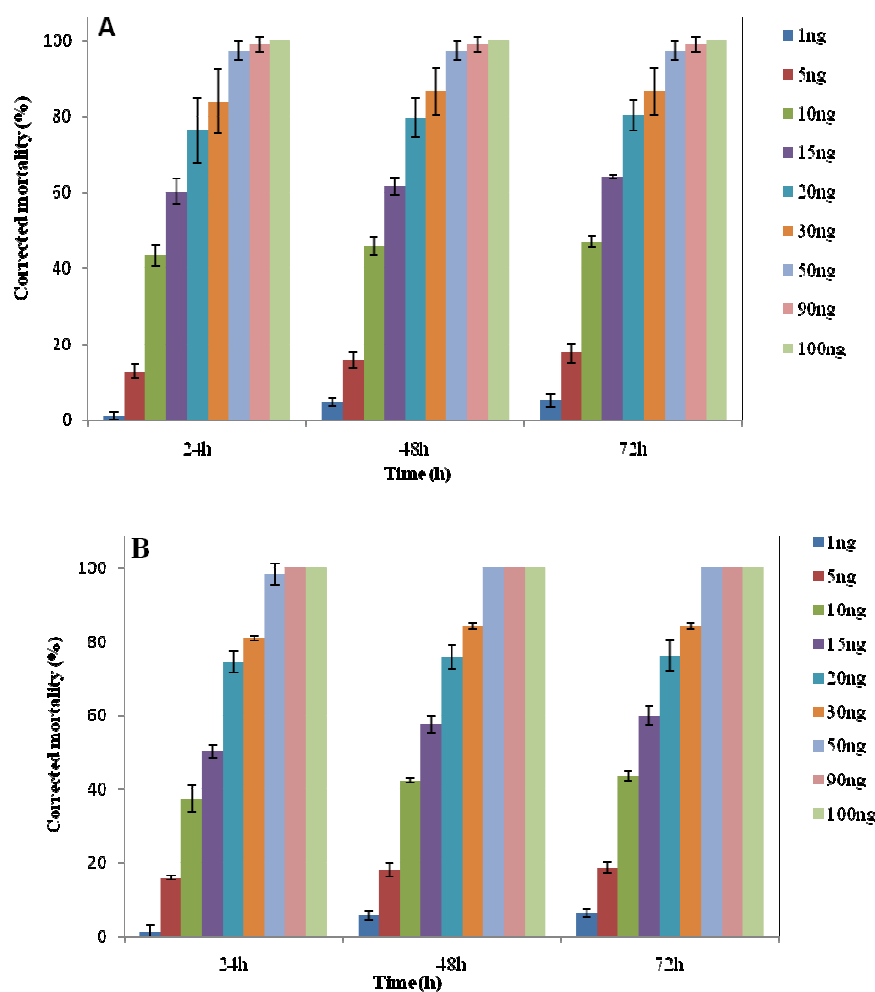 A
Corrected mortality (%)
100
80
60
40
20
0
24h
48h
72h
Time (h)
1ng
5ng
10ng
15ng
20ng
30ng
50ng
90ng
100ng
B
Corrected mortality (%)
100
80
60
40
20
0
24h
48h
72h
Time (h)
1ng
5ng
10ng
15ng
20ng
30ng
50ng
90ng
100ng